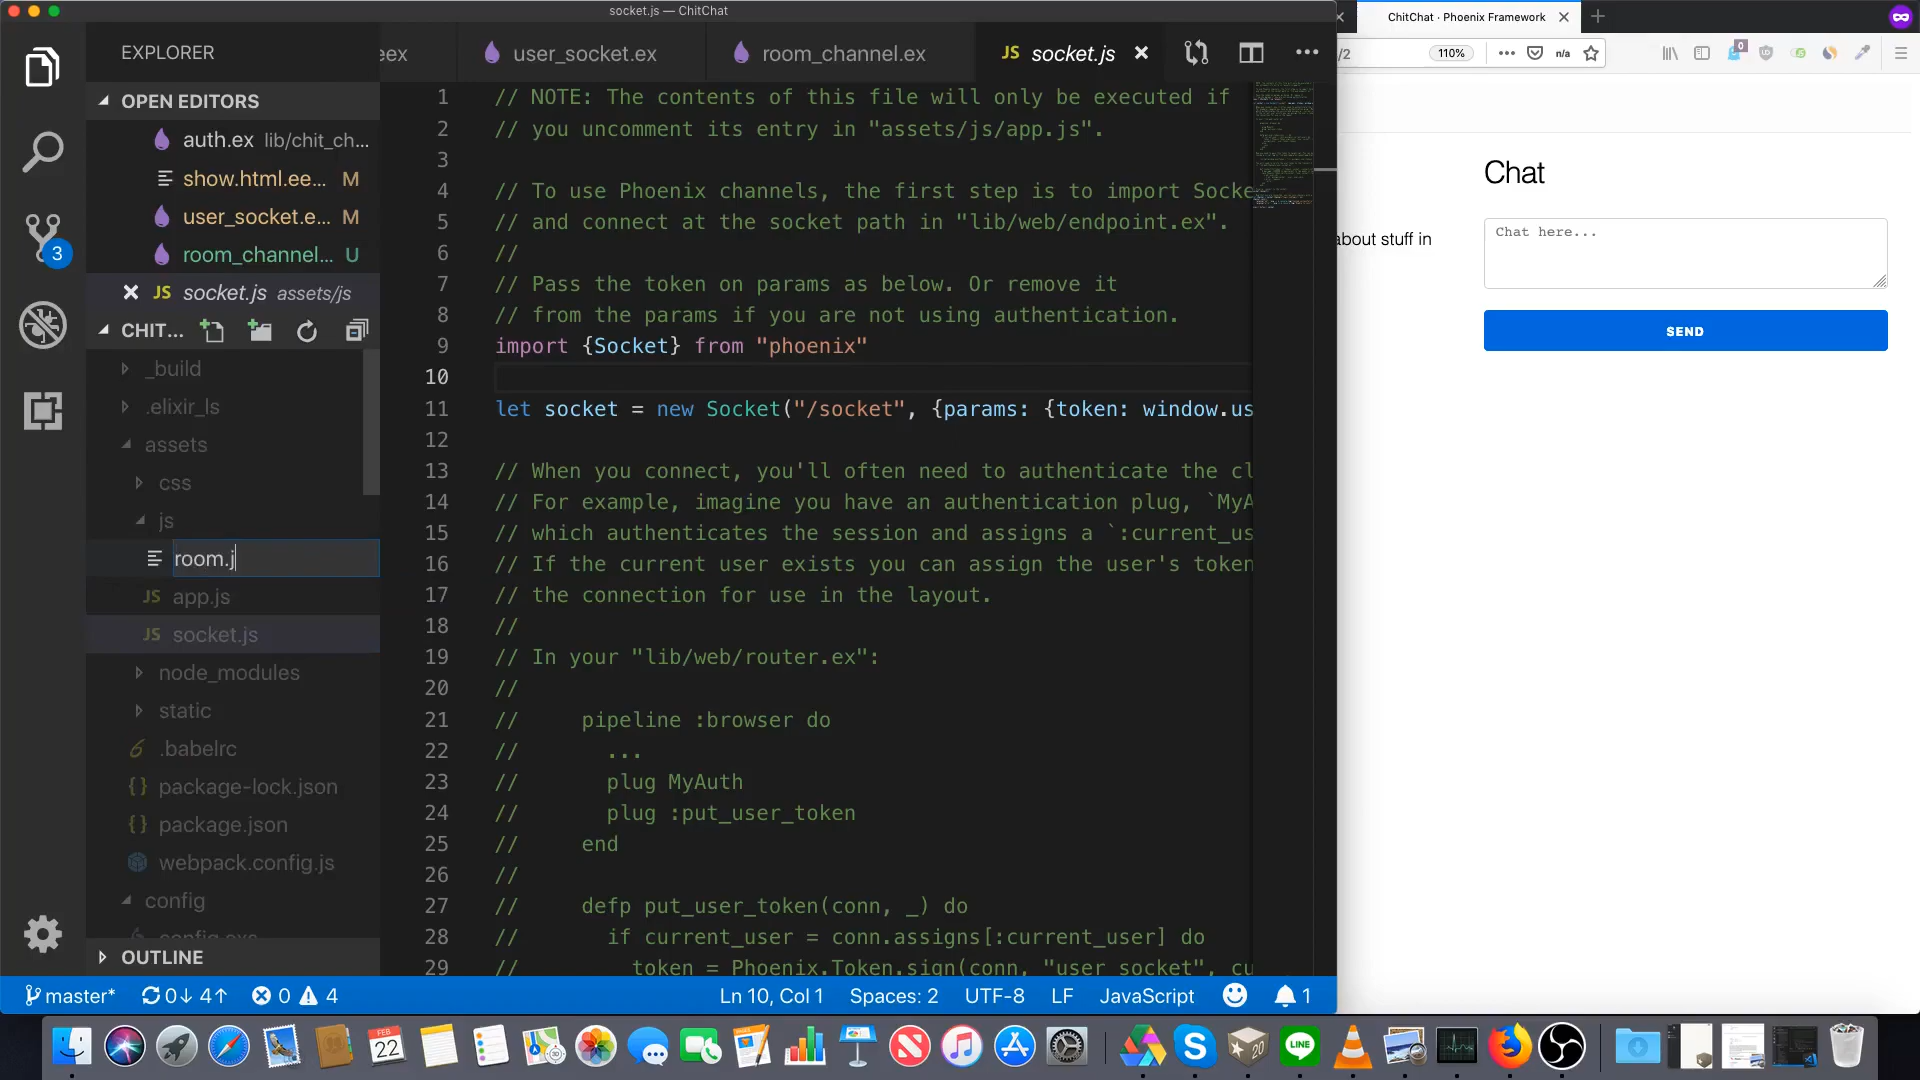 socket.js — ChitChat
EXPLORER
eex
user_socket.ex
room_channel.ex
JS socket.js
OPEN EDITORS
auth.ex lib/chit_ch...
show.html.ee... M
user_socket.e... M
room_channel... U
JS socket.js assets/js
CHIT...
_build
.elixir_ls
assets
css
js
room.j
JS app.js
JS socket.js
node_modules
static
.babelrc
{} package-lock.json
{} package.json
webpack.config.js
config
config.exs
OUTLINE
3
1 // NOTE: The contents of this file will only be executed if
2 // you uncomment its entry in "assets/js/app.js".
3
4 // To use Phoenix channels, the first step is to import Socke
5 // and connect at the socket path in "lib/web/endpoint.ex".
6 //
7 // Pass the token on params as below. Or remove it
8 // from the params if you are not using authentication.
9 import {Socket} from "phoenix"
10
11 let socket = new Socket("/socket", {params: {token: window.us
12
13 // When you connect, you'll often need to authenticate the cl
14 // For example, imagine you have an authentication plug, `MyA
15 // which authenticates the session and assigns a `:current_us
16 // If the current user exists you can assign the user's token
17 // the connection for use in the layout.
18 //
19 // In your "lib/web/router.ex":
20 //
21 //     pipeline :browser do
22 //       ...
23 //       plug MyAuth
24 //       plug :put_user_token
25 //     end
26 //
27 //     defp put_user_token(conn, _) do
28 //       if current_user = conn.assigns[:current_user] do
29 //         token = Phoenix.Token.sign(conn, "user socket", cu
master* 0↓ 4↑ 0 4
Ln 10, Col 1 Spaces: 2 UTF-8 LF JavaScript 1
ChitChat · Phoenix Framework
/2 110% ... n/a 0
about stuff in
Chat
Chat here...
SEND
FEB
22
20
LINE